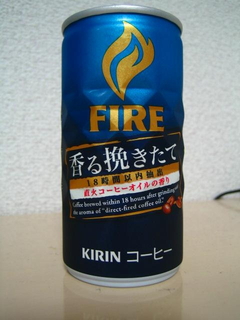 FIRE
香る挽きたて
18時間以内抽出
直火コーヒーオイルの香り
Coffee brewed within 18 hours after grinding
the aroma of "direct-fired coffee oil."
KIRIN コーヒー